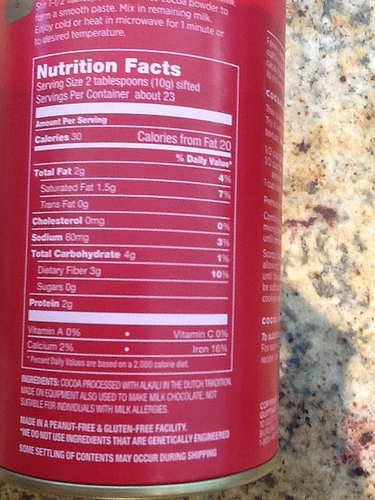 Stir 1-1/2 cocoa powder to
form a smooth paste. Mix in remaining milk.
Enjoy cold or heat in microwave for 1 minute or
to desired temperature.
Nutrition Facts
Serving Size 2 tablespoons (10g) sifted
Servings Per Container about 23
Amount Per Serving
Calories 30 Calories from Fat 20
% Daily Value*
Total Fat 2g 4%
Saturated Fat 1.5g 7%
Trans Fat 0g
Cholesterol 0mg 0%
Sodium 60mg 3%
Total Carbohydrate 4g 1%
Dietary Fiber 3g 10%
Sugars 0g
Protein 2g
Vitamin A 0% • Vitamin C 0%
Calcium 2% • Iron 16%
*Percent Daily Values are based on a 2,000 calorie diet.
INGREDIENTS: COCOA PROCESSED WITH ALKALI IN THE DUTCH TRADITION.
MADE ON EQUIPMENT ALSO USED TO MAKE MILK CHOCOLATE; NOT
SUITABLE FOR INDIVIDUALS WITH MILK ALLERGIES.
MADE IN A PEANUT-FREE & GLUTEN-FREE FACILITY.
*WE DO NOT USE INGREDIENTS THAT ARE GENETICALLY ENGINEERED
SOME SETTLING OF CONTENTS MAY OCCUR DURING SHIPPING